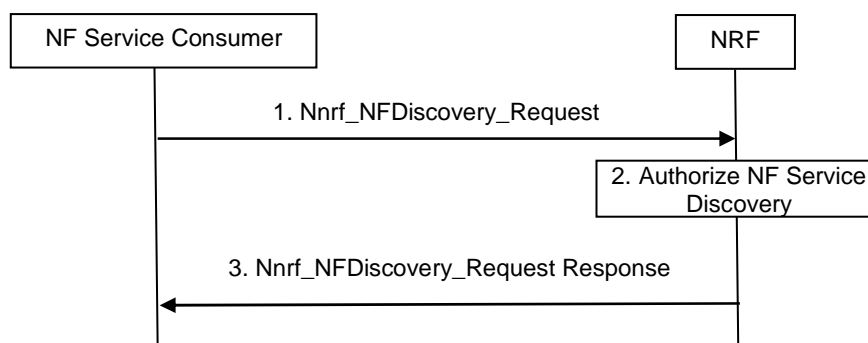 NF Service Consumer
NRF
1. Nnrf_NFDiscovery_Request
2. Authorize NF Service
Discovery
3. Nnrf_NFDiscovery_Request Response